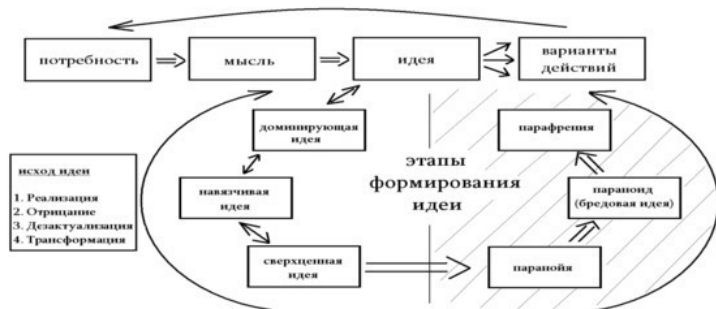 потребность
мысль
идея
варианты
действий
доминирующая
идея
парафрения
исход идеи
1. Реализация
2. Отрицание
3. Дезактуализация
4. Трансформация
навязчивая
идея
этапы
формирования
идеи
параноид
(бредовая идея)
сверхценная
идея
паранойя